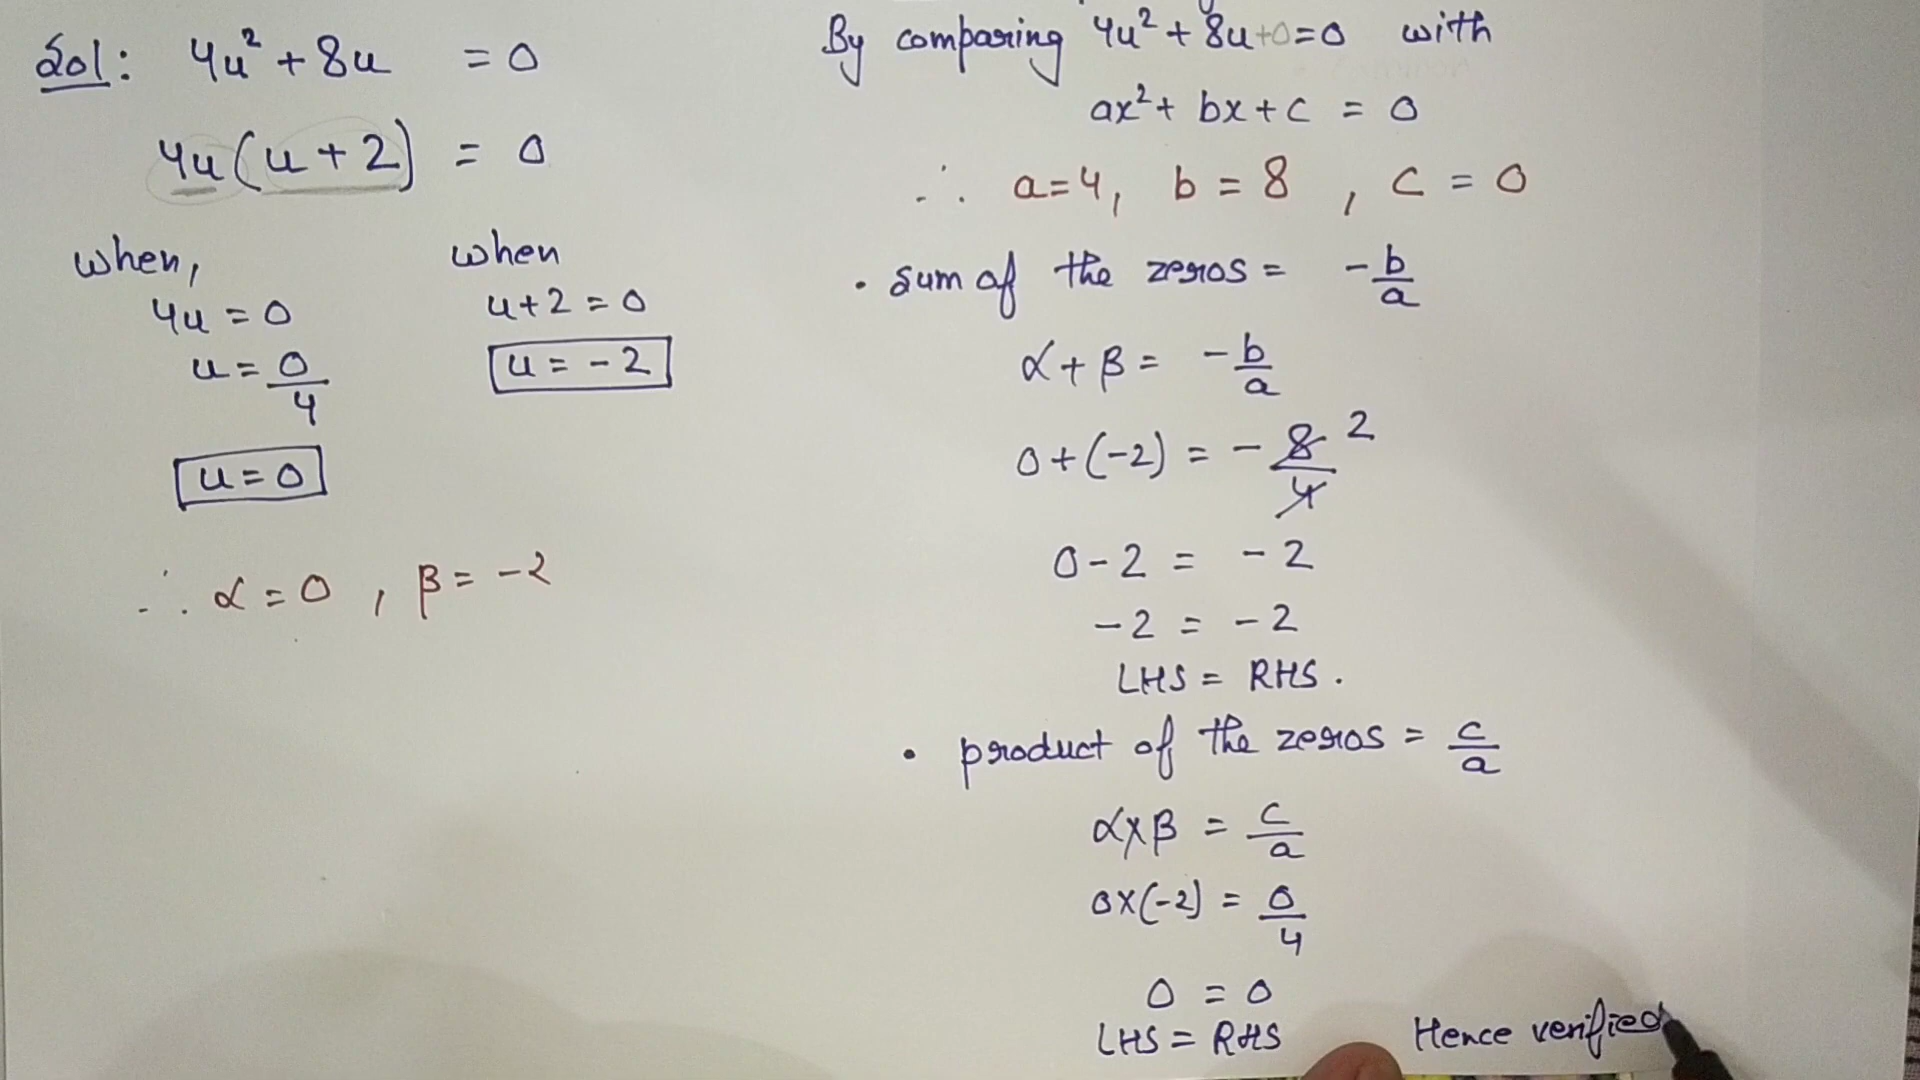 Sol: 4u² + 8u = 0
4u(u+2) = 0
when,
4u = 0
u = 0/4
u = 0
when
u+2 = 0
u = -2
∴ α = 0 , β = -2
By comparing 4u² + 8u+0=0 with
ax² + bx + c = 0
∴ a=4, b = 8 , c = 0
• Sum of the zeros = -b/a
α + β = -b/a
0+(-2) = -8/4 2
0-2 = -2
-2 = -2
LHS = RHS.
• product of the zeros = c/a
α×β = c/a
0×(-2) = 0/4
0 = 0
LHS = RHS
Hence verified